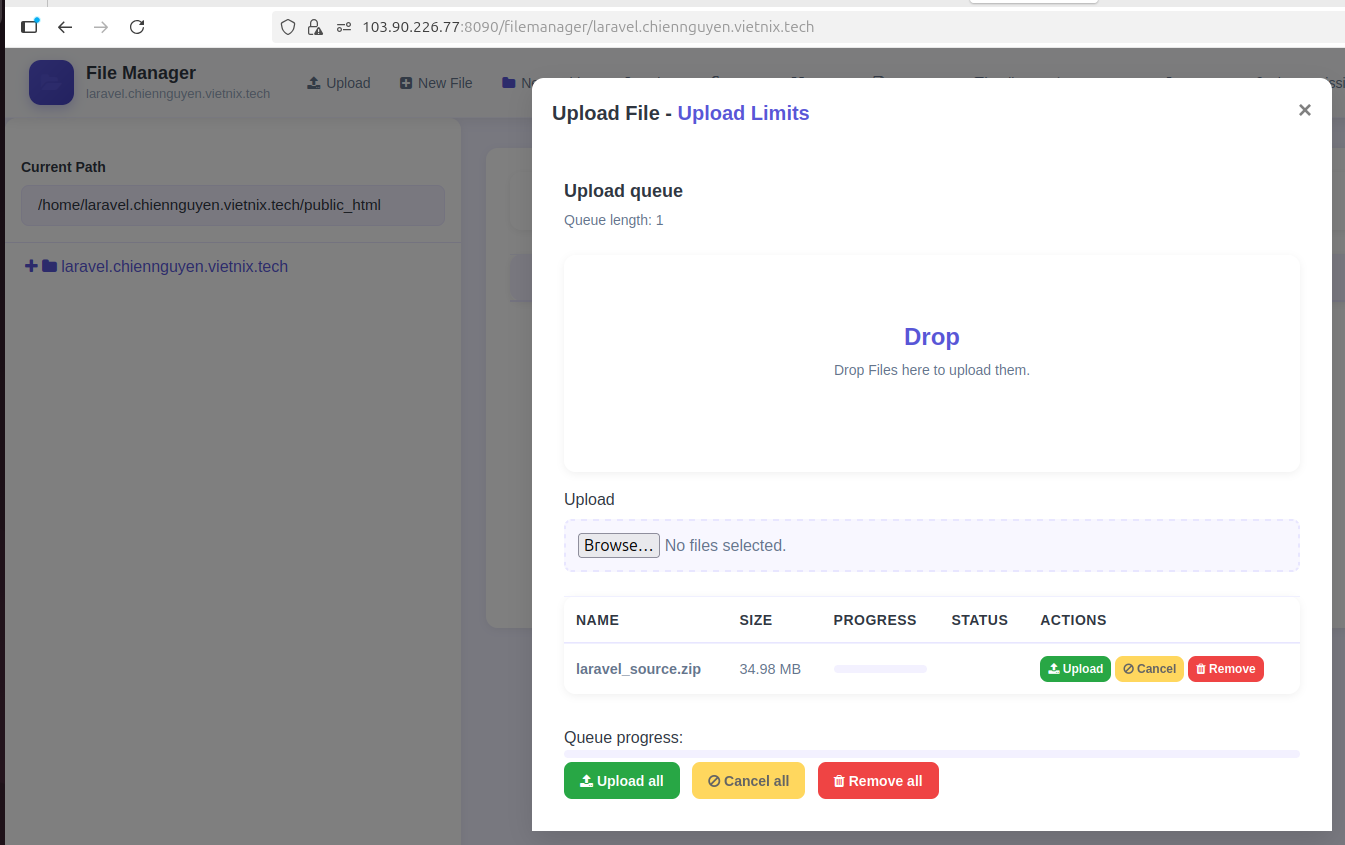 103.90.226.77:8090/filemanager/laravel.chiennguyen.vietnix.tech
File Manager
laravel.chiennguyen.vietnix.tech
Upload
New File
Current Path
/home/laravel.chiennguyen.vietnix.tech/public_html
laravel.chiennguyen.vietnix.tech
Upload File - Upload Limits
Upload queue
Queue length: 1
Drop
Drop Files here to upload them.
Upload
Browse... No files selected.
NAME SIZE PROGRESS STATUS ACTIONS
laravel_source.zip 34.98 MB Upload Cancel Remove
Queue progress:
Upload all Cancel all Remove all